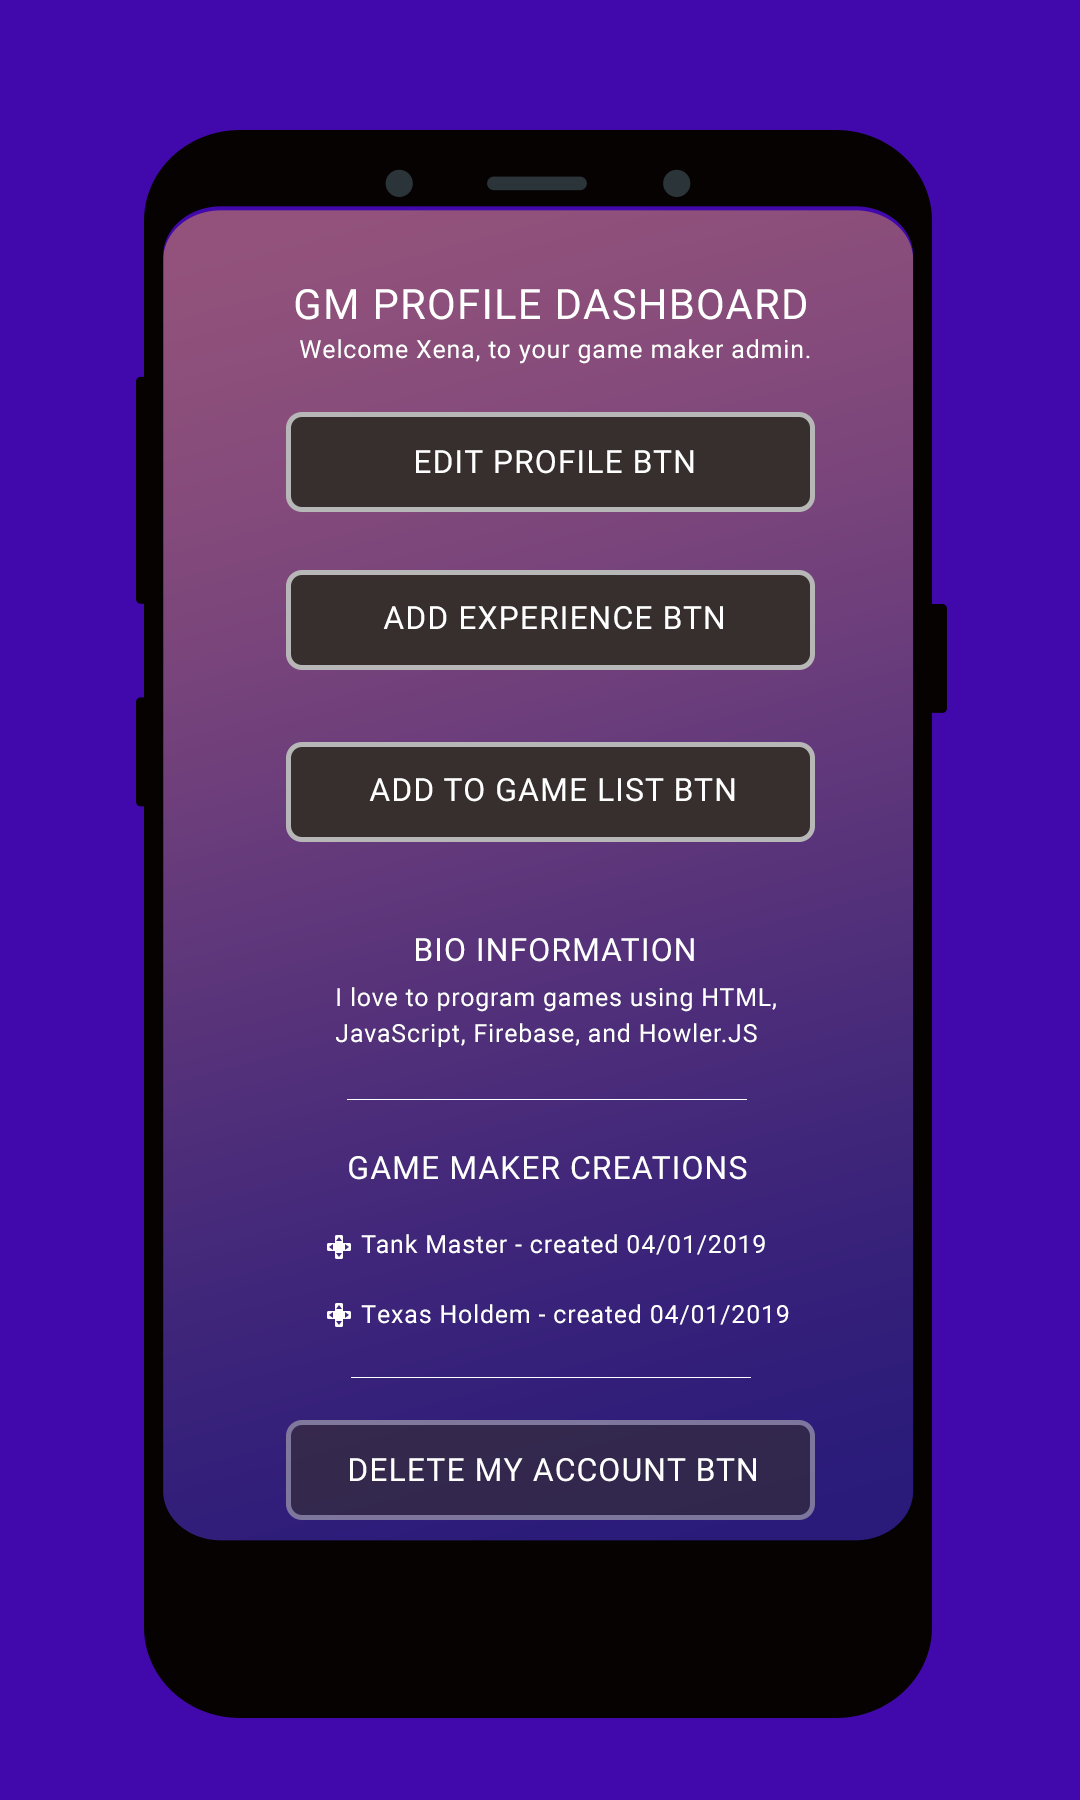 GM PROFILE DASHBOARD
Welcome Xena, to your game maker admin.
EDIT PROFILE BTN
ADD EXPERIENCE BTN
ADD TO GAME LIST BTN
BIO INFORMATION
I love to program games using HTML,
JavaScript, Firebase, and Howler.JS
GAME MAKER CREATIONS
Tank Master - created 04/01/2019
Texas Holdem - created 04/01/2019
DELETE MY ACCOUNT BTN